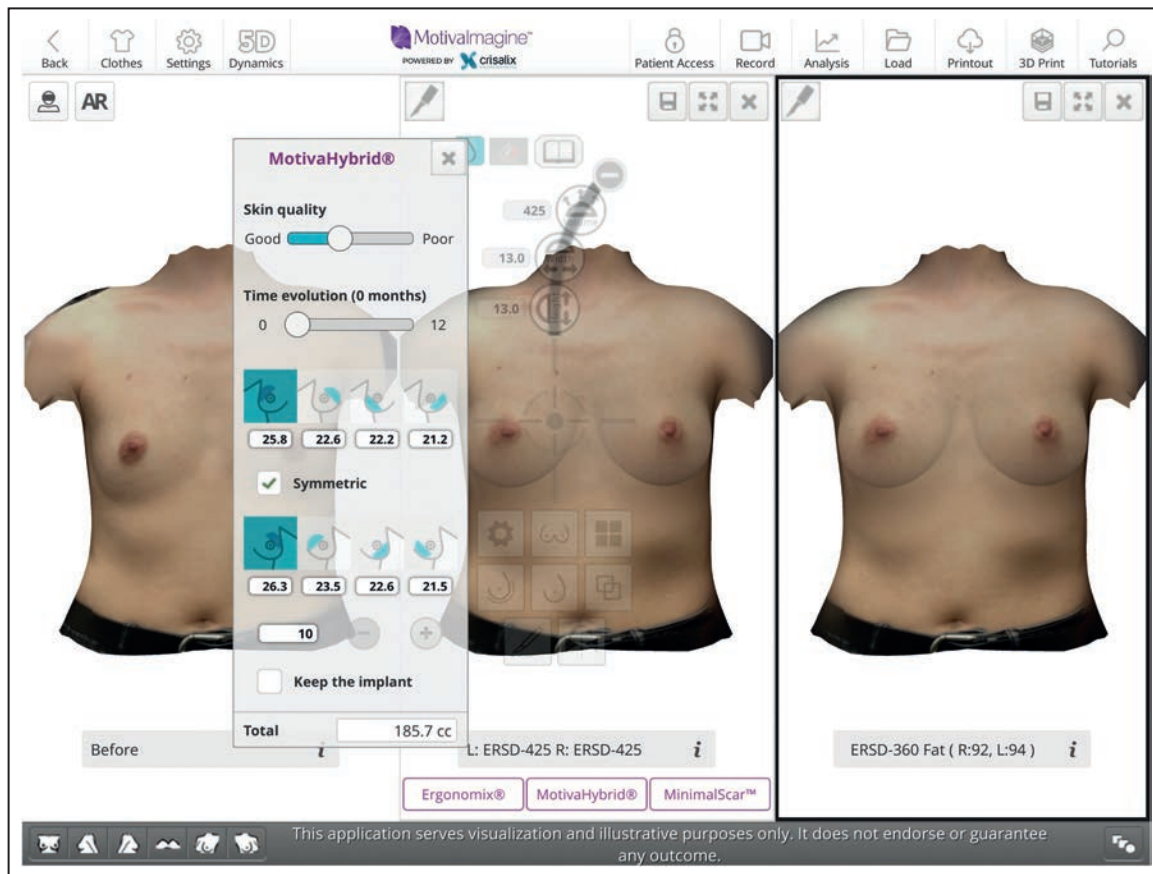 Back
Clothes
Settings
5D
Dynamics
MotivaImagine™
POWERED BY crisalix
Patient Access
Record
Analysis
Load
Printout
3D Print
Tutorials
AR
MotivaHybrid®
Skin quality
Good Poor
Time evolution (0 months)
0 12
25.8 22.6 22.2 21.2
Symmetric
26.3 23.5 22.6 21.5
10
Keep the implant
Total 185.7 cc
425
13.0
13.0
Before i
L: ERSD-425 R: ERSD-425 i
ERSD-360 Fat ( R:92, L:94 ) i
Ergonomix® MotivaHybrid® MinimalScar™
This application serves visualization and illustrative purposes only. It does not endorse or guarantee
any outcome.